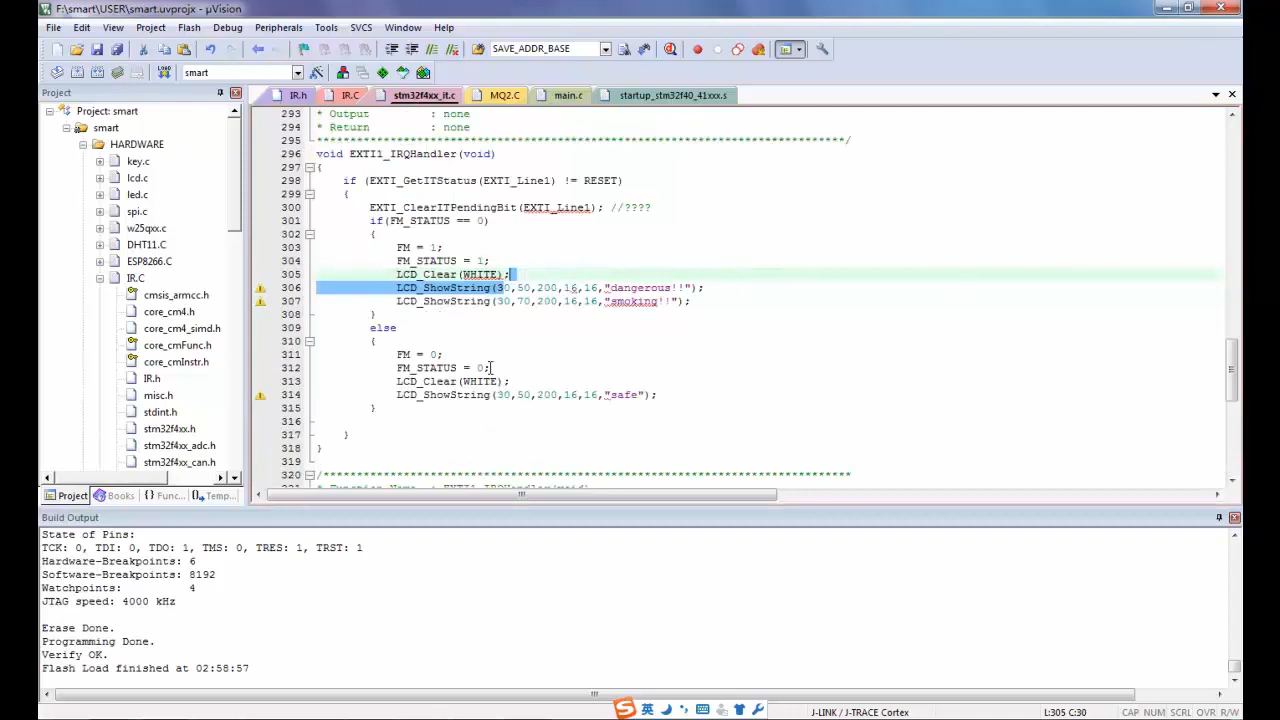 F:\smart\USER\smart.uvprojx - µVision
File Edit View Project Flash Debug Peripherals Tools SVCS Window Help
SAVE_ADDR_BASE
LOAD smart
Project
IR.h IR.C stm32f4xx_it.c MQ2.C main.c startup_stm32f40_41xxx.s
Project: smart
smart
HARDWARE
key.c
lcd.c
led.c
spi.c
w25qxx.c
DHT11.C
ESP8266.C
IR.C
cmsis_armcc.h
core_cm4.h
core_cm4_simd.h
core_cmFunc.h
core_cmInstr.h
IR.h
misc.h
stdint.h
stm32f4xx.h
stm32f4xx_adc.h
stm32f4xx_can.h
Project Books {} Func... Temp...
293 * Output : none
294 * Return : none
295 *******************************************************************************/
296 void EXTI1_IRQHandler(void)
297 {
298 if (EXTI_GetITStatus(EXTI_Line1) != RESET)
299 {
300 EXTI_ClearITPendingBit(EXTI_Line1); //????
301 if(FM_STATUS == 0)
302 {
303 FM = 1;
304 FM_STATUS = 1;
305 LCD_Clear(WHITE);
306 LCD_ShowString(30,50,200,16,16,"dangerous!!");
307 LCD_ShowString(30,70,200,16,16,"smoking!!");
308 }
309 else
310 {
311 FM = 0;
312 FM_STATUS = 0;
313 LCD_Clear(WHITE);
314 LCD_ShowString(30,50,200,16,16,"safe");
315 }
316
317 }
318 }
319
320 /*******************************************************************************
Build Output
State of Pins:
TCK: 0, TDI: 0, TDO: 1, TMS: 0, TRES: 1, TRST: 1
Hardware-Breakpoints: 6
Software-Breakpoints: 8192
Watchpoints: 4
JTAG speed: 4000 kHz
Erase Done.
Programming Done.
Verify OK.
Flash Load finished at 02:58:57
英
J-LINK / J-TRACE Cortex L:305 C:30 CAP NUM SCRL OVR R/W